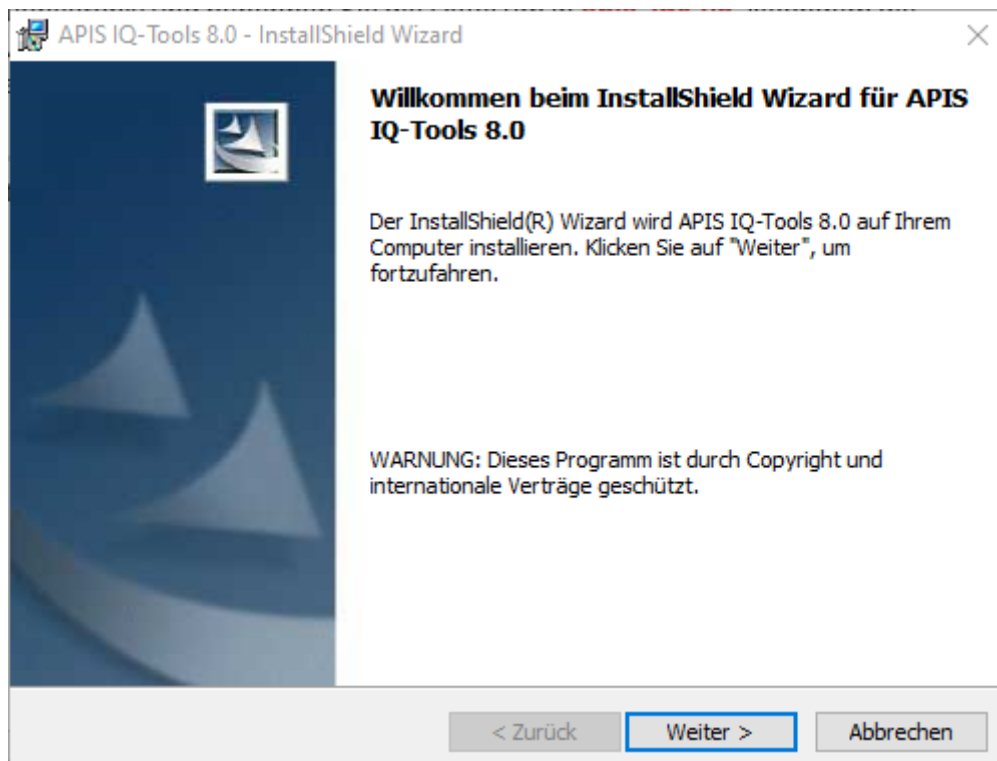 APIS IQ-Tools 8.0 - InstallShield Wizard
Willkommen beim InstallShield Wizard für APIS
IQ-Tools 8.0
Der InstallShield(R) Wizard wird APIS IQ-Tools 8.0 auf Ihrem
Computer installieren. Klicken Sie auf "Weiter", um
fortzufahren.
WARNUNG: Dieses Programm ist durch Copyright und
internationale Verträge geschützt.
< Zurück
Weiter >
Abbrechen